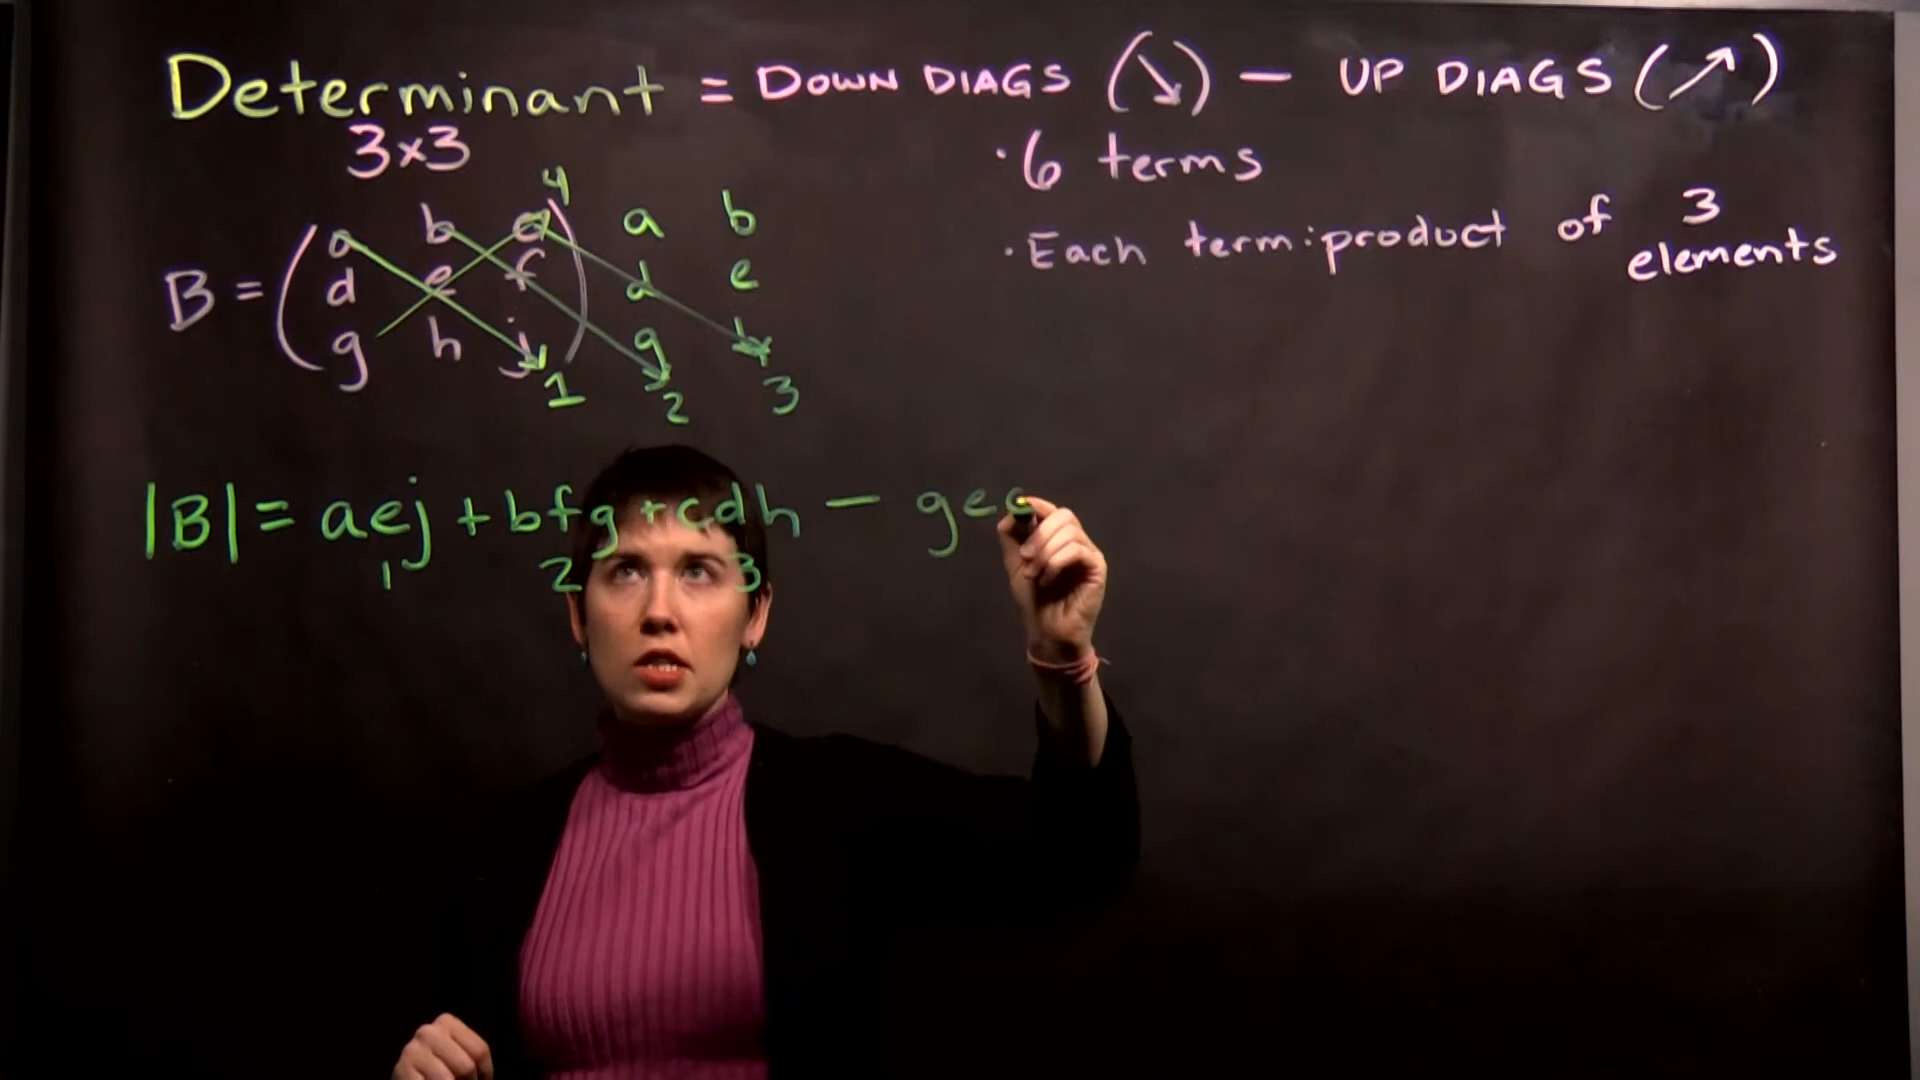 Determinant = DOWN DIAGS (↘) − UP DIAGS (↗)
3×3
· 6 terms
· Each term: product of 3 elements
4
B = ( a b c ) a b
d e f d e
g h j g h
1 2 3
|B| = aej + bfg + cdh − gec
1 2 3